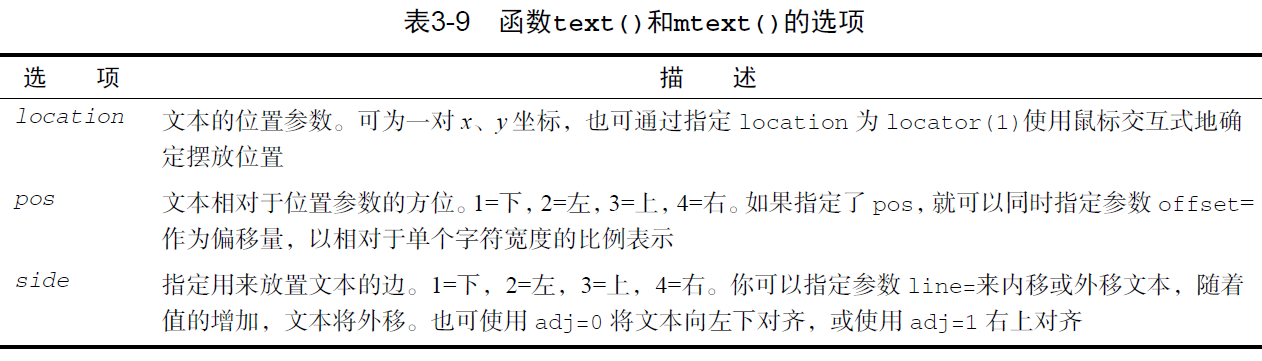 表3-9 函数text()和mtext()的选项
选 项 描 述
location 文本的位置参数。可为一对 x、y 坐标，也可通过指定 location 为 locator(1)使用鼠标交互式地确
定摆放位置
pos 文本相对于位置参数的方位。1=下，2=左，3=上，4=右。如果指定了 pos，就可以同时指定参数 offset=
作为偏移量，以相对于单个字符宽度的比例表示
side 指定用来放置文本的边。1=下，2=左，3=上，4=右。你可以指定参数 line=来内移或外移文本，随着
值的增加，文本将外移。也可使用 adj=0 将文本向左下对齐，或使用 adj=1 右上对齐